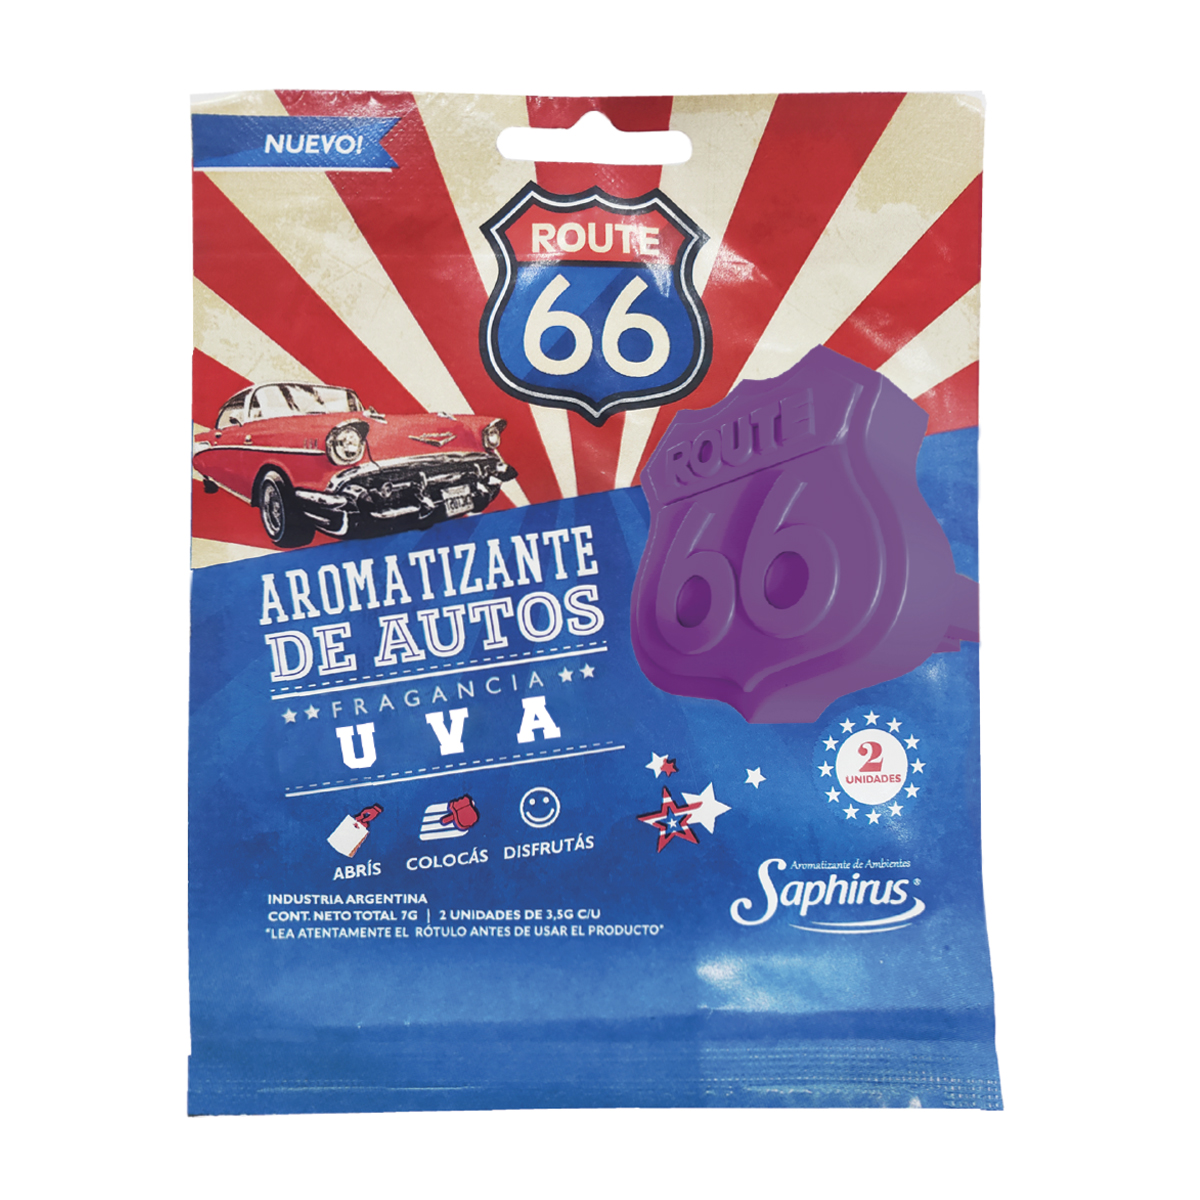 NUEVO!
ROUTE
66
ROUTE
66
AROMATIZANTE
DE AUTOS
FRAGANCIA
UVA
ABRÍS
COLOCÁS
DISFRUTÁS
2
UNIDADES
INDUSTRIA ARGENTINA
CONT. NETO TOTAL 7G | 2 UNIDADES DE 3,5G C/U
"LEA ATENTAMENTE EL RÓTULO ANTES DE USAR EL PRODUCTO"
Aromatizante de Ambientes
Saphirus®